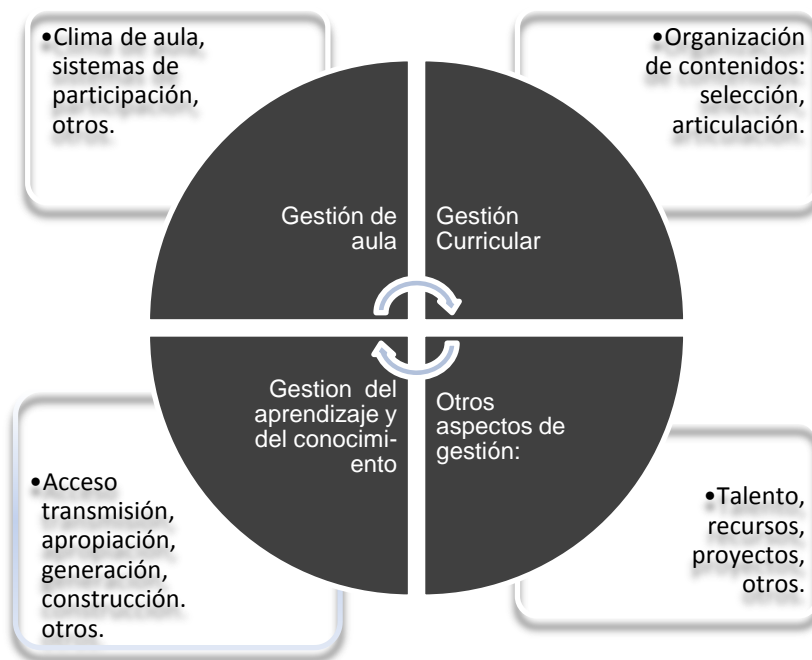 •Clima de aula,
sistemas de
participación,
otros.
•Organización
de contenidos:
selección,
articulación.
Gestión de
aula
Gestión
Curricular
Gestion del
aprendizaje y
del conocimi-
ento
Otros
aspectos de
gestión:
•Acceso
transmisión,
apropiación,
generación,
construcción.
otros.
•Talento,
recursos,
proyectos,
otros.